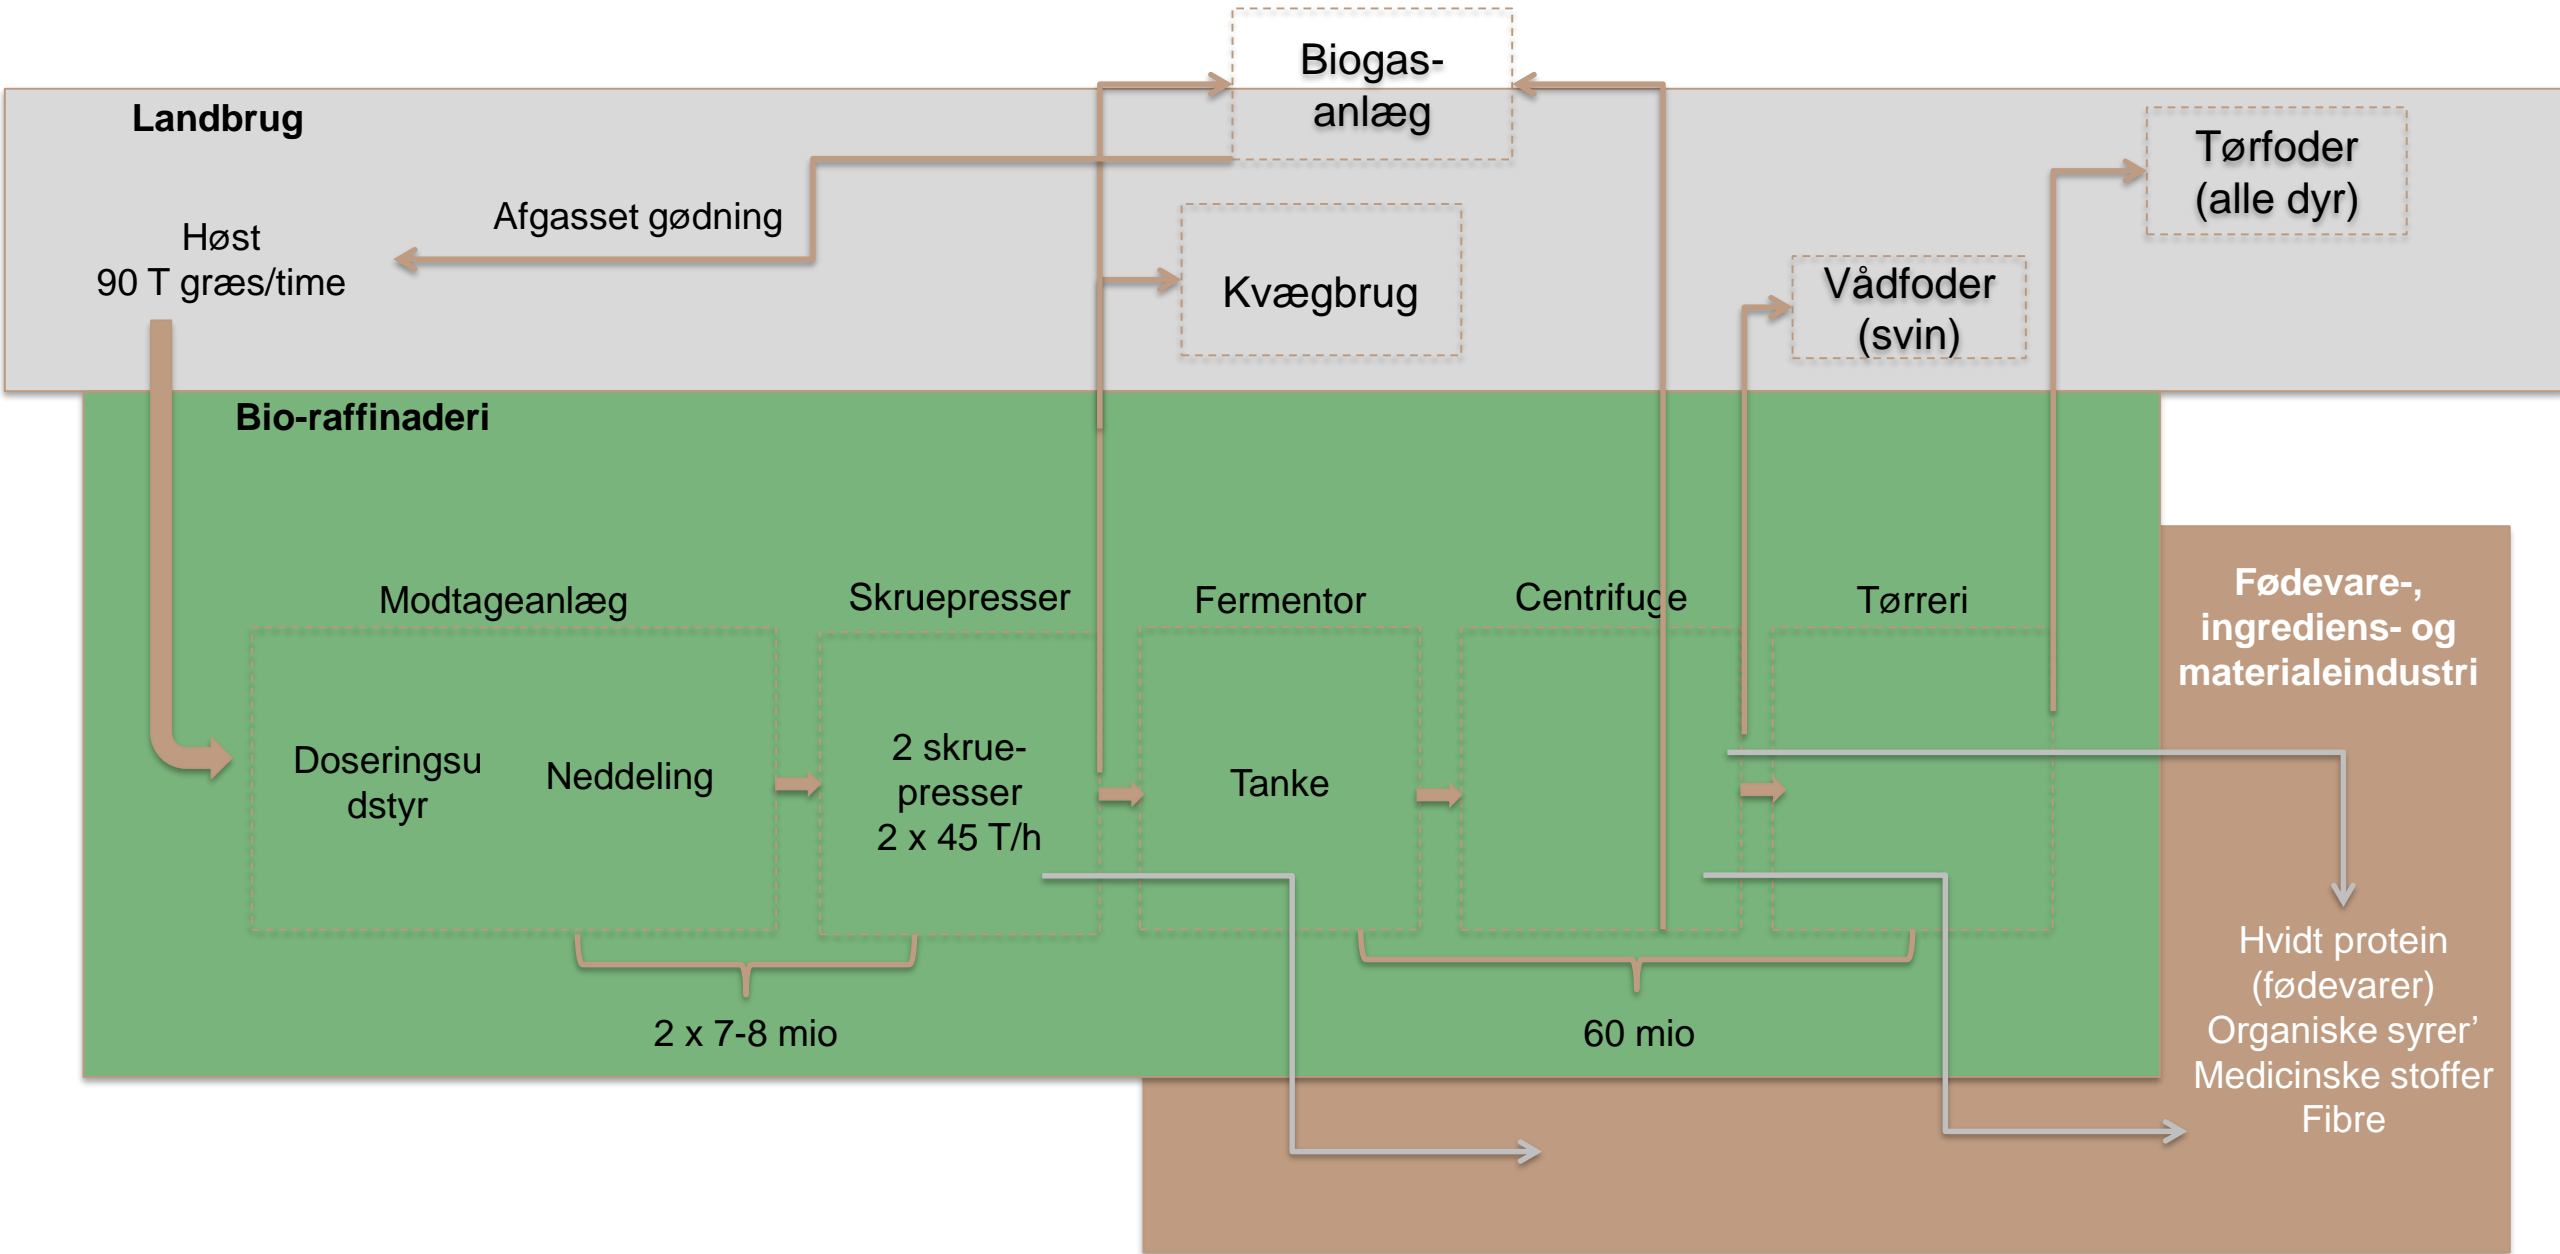 Biogas-
anlæg
Landbrug
Tørfoder
(alle dyr)
Afgasset gødning
Høst
90 T græs/time
Kvægbrug
Vådfoder
(svin)
Bio-raffinaderi
Modtageanlæg
Skruepresser
Fermentor
Centrifuge
Tørreri
Fødevare-,
ingrediens- og
materialeindustri
Doseringsu
dstyr
Neddeling
2 skrue-
presser
2 x 45 T/h
Tanke
Hvidt protein
(fødevarer)
Organiske syrer’
Medicinske stoffer
Fibre
2 x 7-8 mio
60 mio